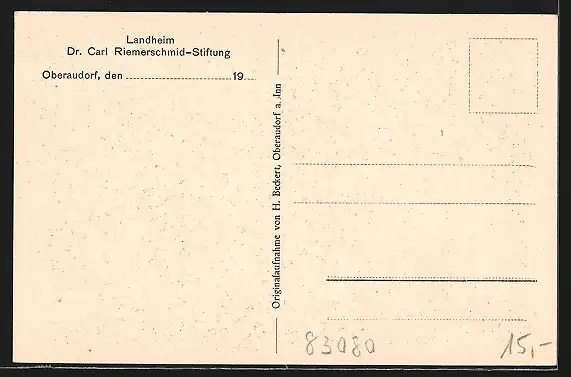 Landheim
Dr. Carl Riemerschmid-Stiftung
Oberaudorf, den 19
Originalaufnahme von H. Beckert, Oberaudorf a. Inn
83080
15,-